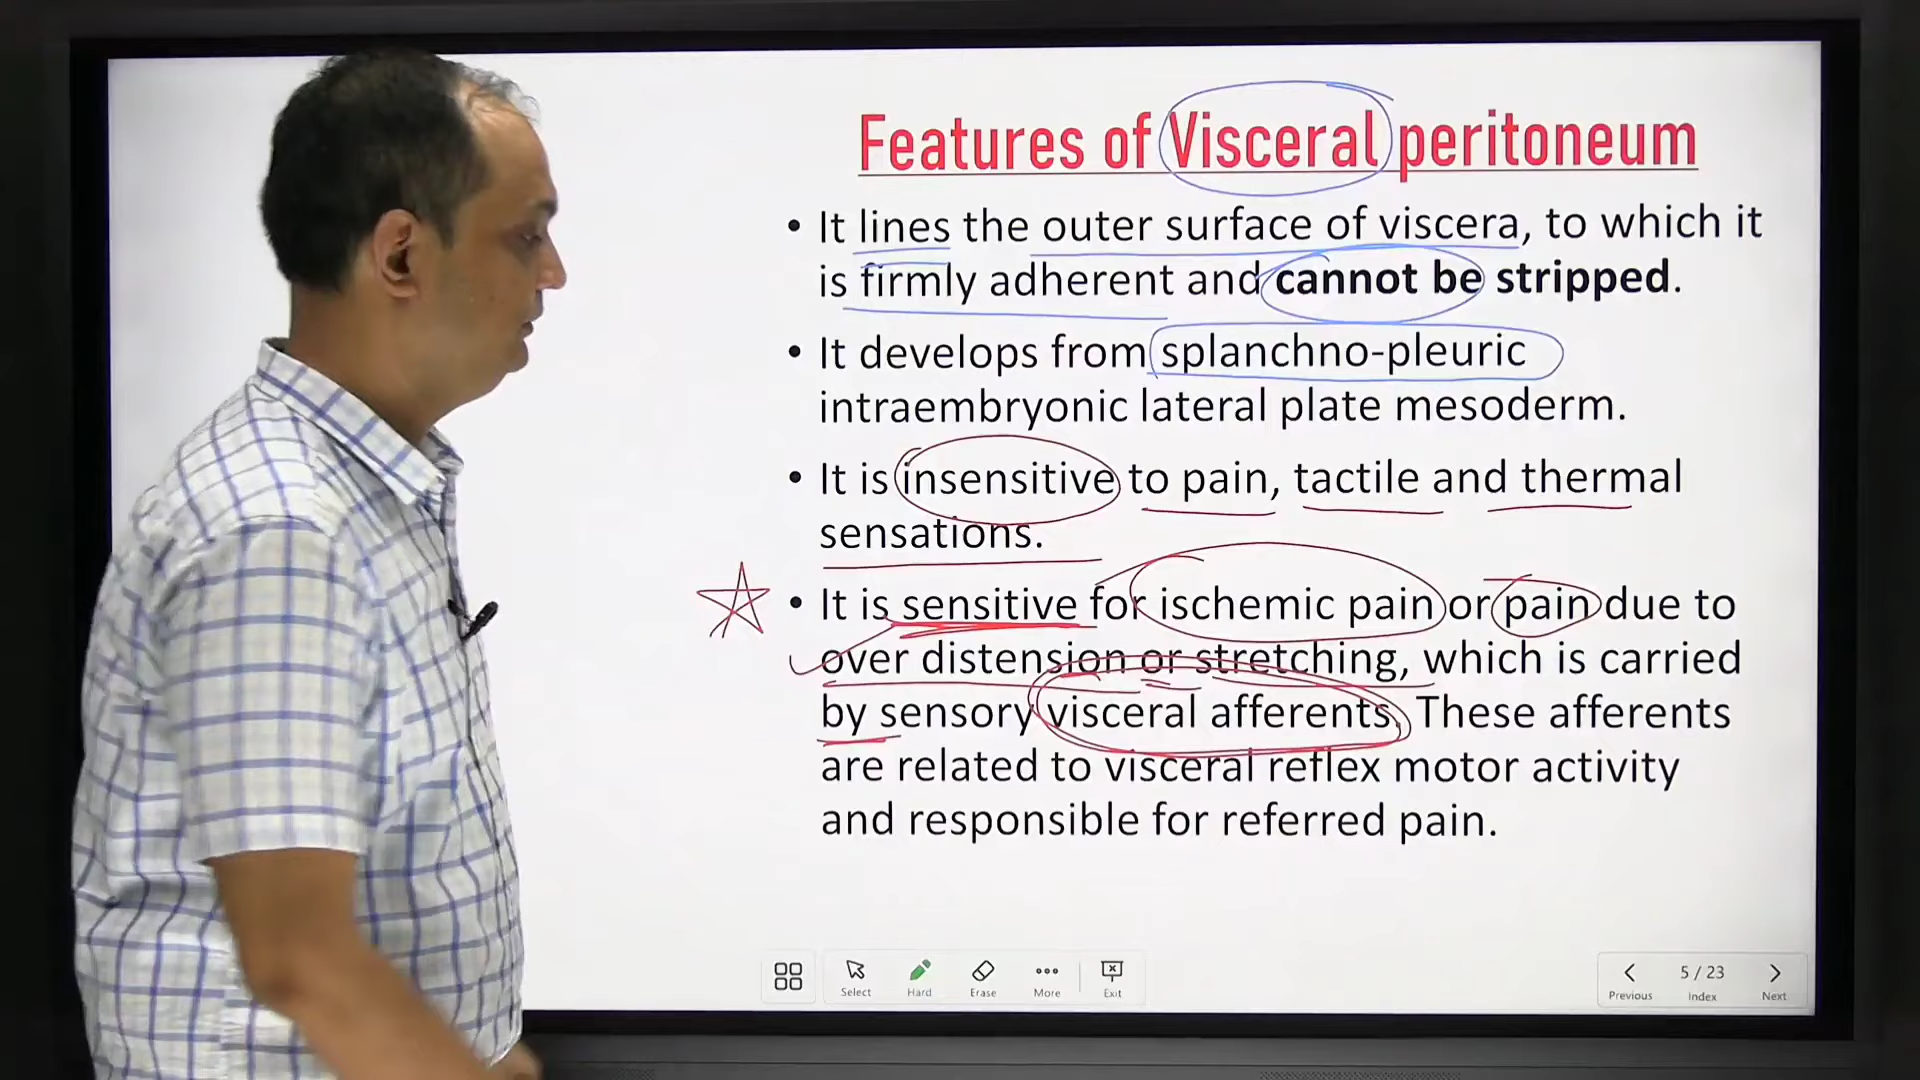 Features of Visceral peritoneum
• It lines the outer surface of viscera, to which it
is firmly adherent and cannot be stripped.
• It develops from splanchno-pleuric
intraembryonic lateral plate mesoderm.
• It is insensitive to pain, tactile and thermal
sensations.
• It is sensitive for ischemic pain or pain due to
over distension or stretching, which is carried
by sensory visceral afferents. These afferents
are related to visceral reflex motor activity
and responsible for referred pain.
Select Hard Erase More Exit
5 / 23
Previous Index Next